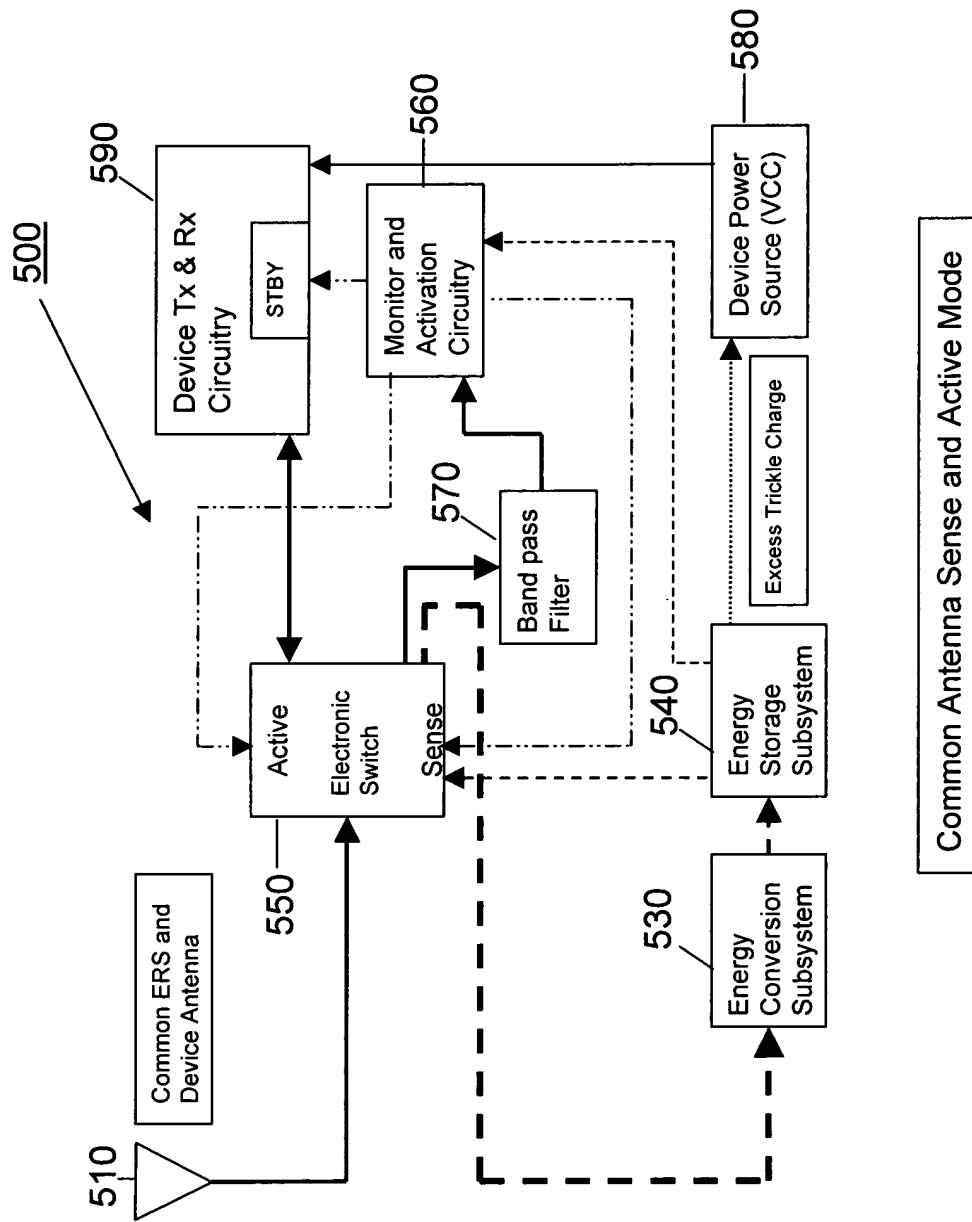 500
510
Common ERS and
Device Antenna
550
Active
Electronic
Switch
Sense
590
Device Tx & Rx
Circuitry
STBY
560
Monitor and
Activation
Circuitry
570
Band pass
Filter
530
Energy
Conversion
Subsystem
540
Energy
Storage
Subsystem
Excess Trickle Charge
580
Device Power
Source (VCC)
Common Antenna Sense and Active Mode